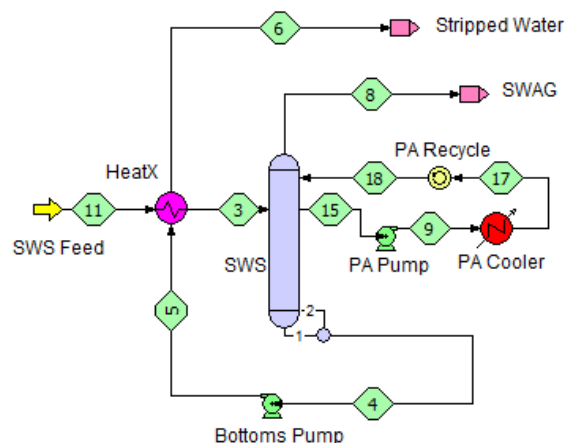 6
Stripped Water
8
SWAG
HeatX
PA Recycle
18
17
11
3
15
9
SWS Feed
SWS
PA Pump
PA Cooler
5
2
1
4
Bottoms Pump